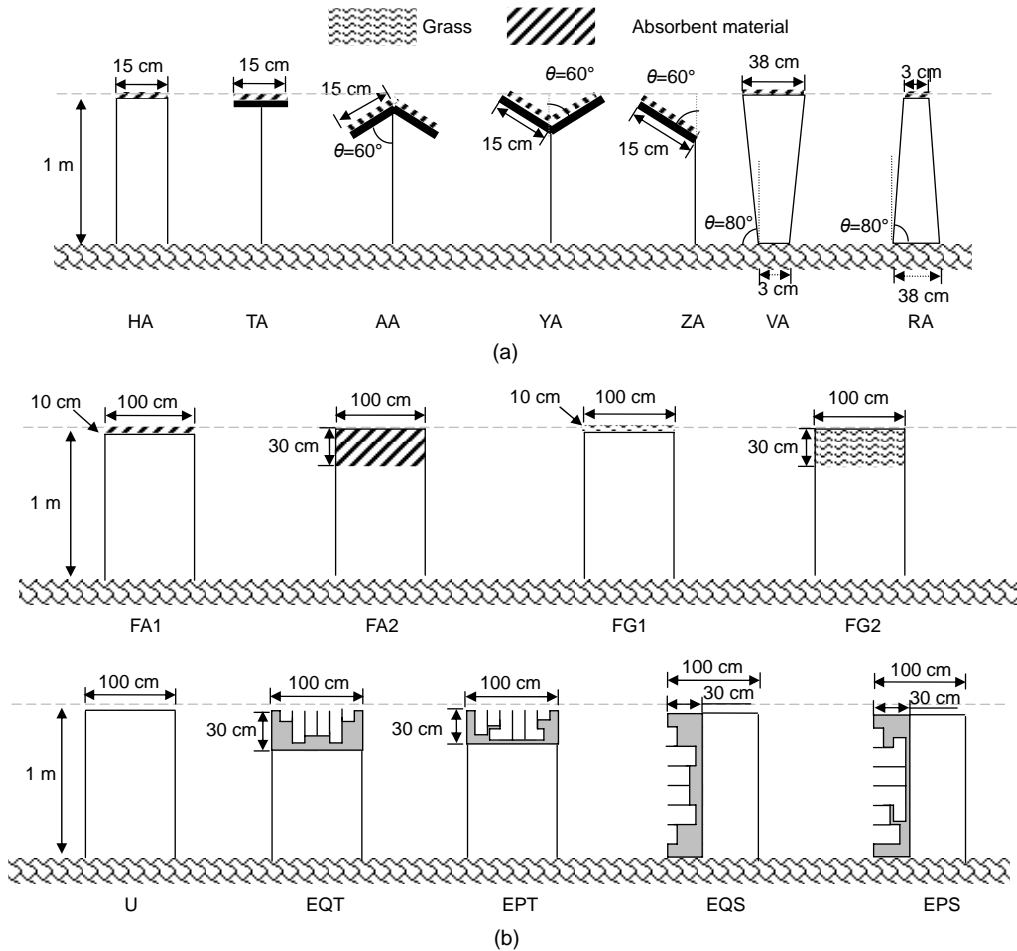 Grass Absorbent material
15 cm 15 cm 38 cm 3 cm
θ=60° θ=60°
15 cm
1 m
θ=60° 15 cm 15 cm
θ=80° θ=80°
3 cm 38 cm
HA TA AA YA ZA VA RA
(a)
10 cm 100 cm 100 cm 10 cm 100 cm 100 cm
30 cm 30 cm
1 m
FA1 FA2 FG1 FG2
100 cm 100 cm 100 cm 100 cm 100 cm
30 cm 30 cm
30 cm 30 cm
1 m
U EQT EPT EQS EPS
(b)